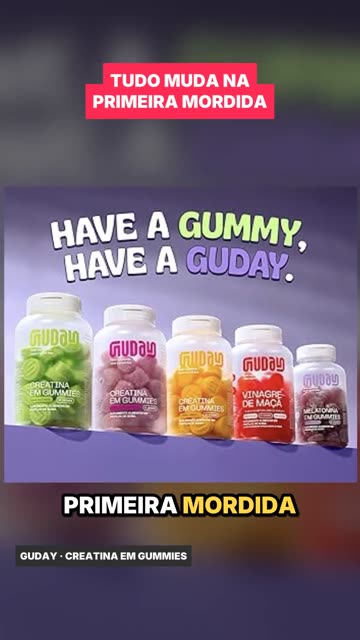 TUDO MUDA NA
PRIMEIRA MORDIDA
HAVE A GUMMY,
HAVE A GUDAY.
GUDAY
CREATINA
EM GUMMIES
GUDAY
CREATINA
EM GUMMIES
GUDAY
CREATINA
EM GUMMIES
GUDAY
VINAGRE
DE MAÇÃ
GUDAY
MELATONINA
EM GUMMIES
PRIMEIRA MORDIDA
GUDAY · CREATINA EM GUMMIES